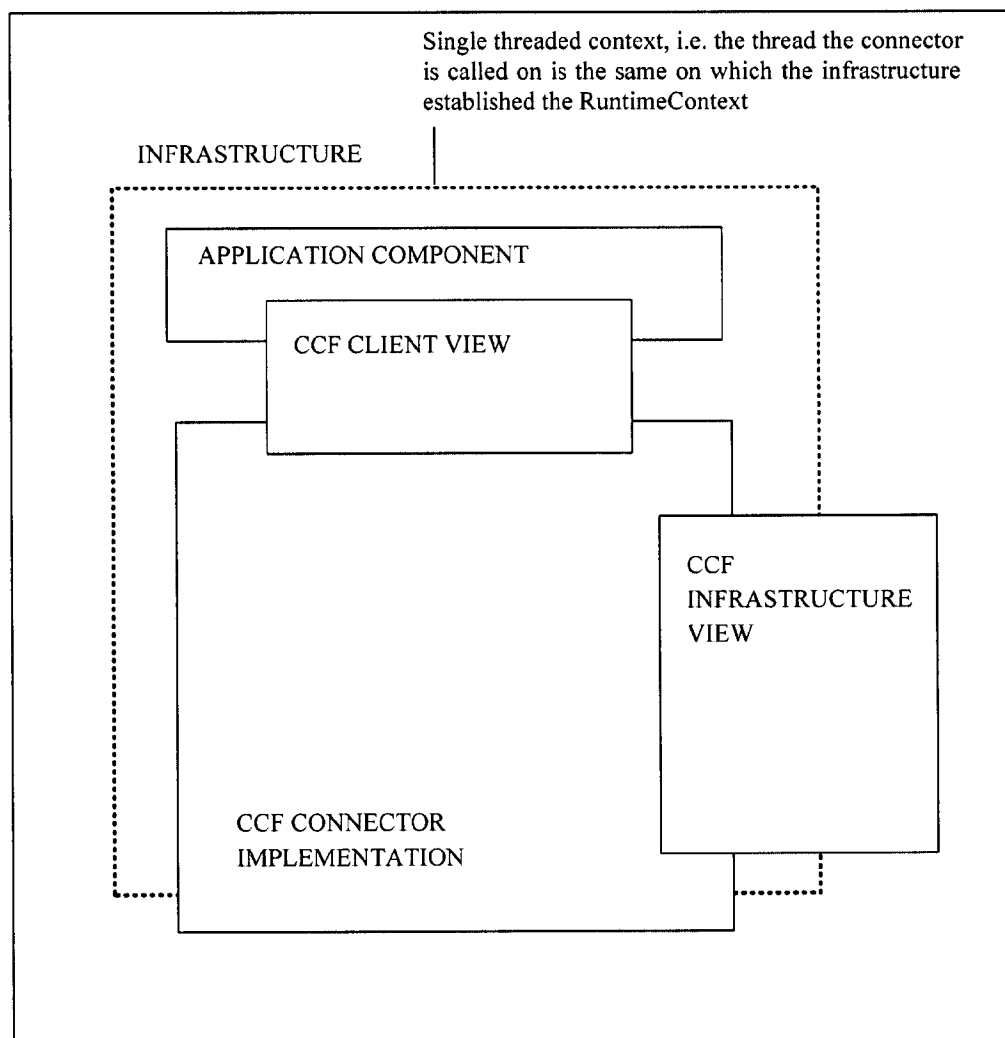 Single threaded context, i.e. the thread the connector
is called on is the same on which the infrastructure
established the RuntimeContext
INFRASTRUCTURE
APPLICATION COMPONENT
CCF CLIENT VIEW
CCF
INFRASTRUCTURE
VIEW
CCF CONNECTOR
IMPLEMENTATION